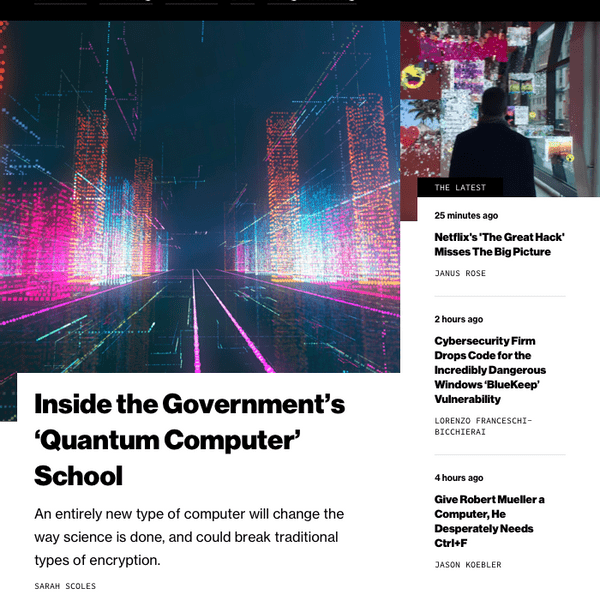 Inside the Government’s
‘Quantum Computer’
School
An entirely new type of computer will change the
way science is done, and could break traditional
types of encryption.
SARAH SCOLES
THE LATEST
25 minutes ago
Netflix's 'The Great Hack'
Misses The Big Picture
JANUS ROSE
2 hours ago
Cybersecurity Firm
Drops Code for the
Incredibly Dangerous
Windows ‘BlueKeep’
Vulnerability
LORENZO FRANCESCHI-
BICCHIERAI
4 hours ago
Give Robert Mueller a
Computer, He
Desperately Needs
Ctrl+F
JASON KOEBLER